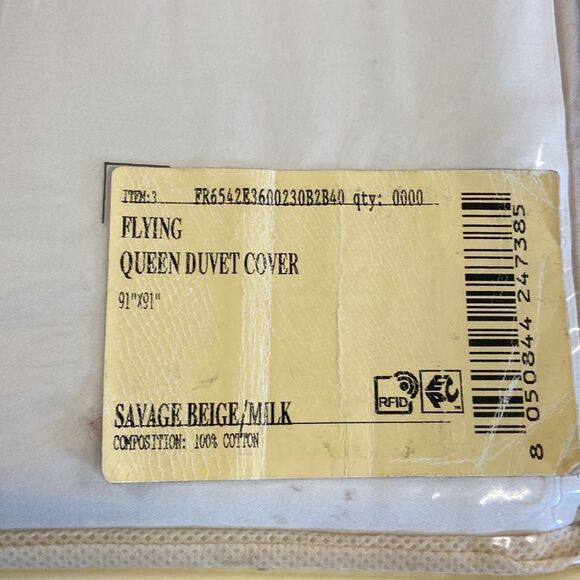 ITEM:3 FR6542E3600230B2B40 qty: 0000
FLYING
QUEEN DUVET COVER
91"X91"
SAVAGE BEIGE/MILK
COMPOSITION: 100% COTTON
RFID
EPC™
8 050844 247385